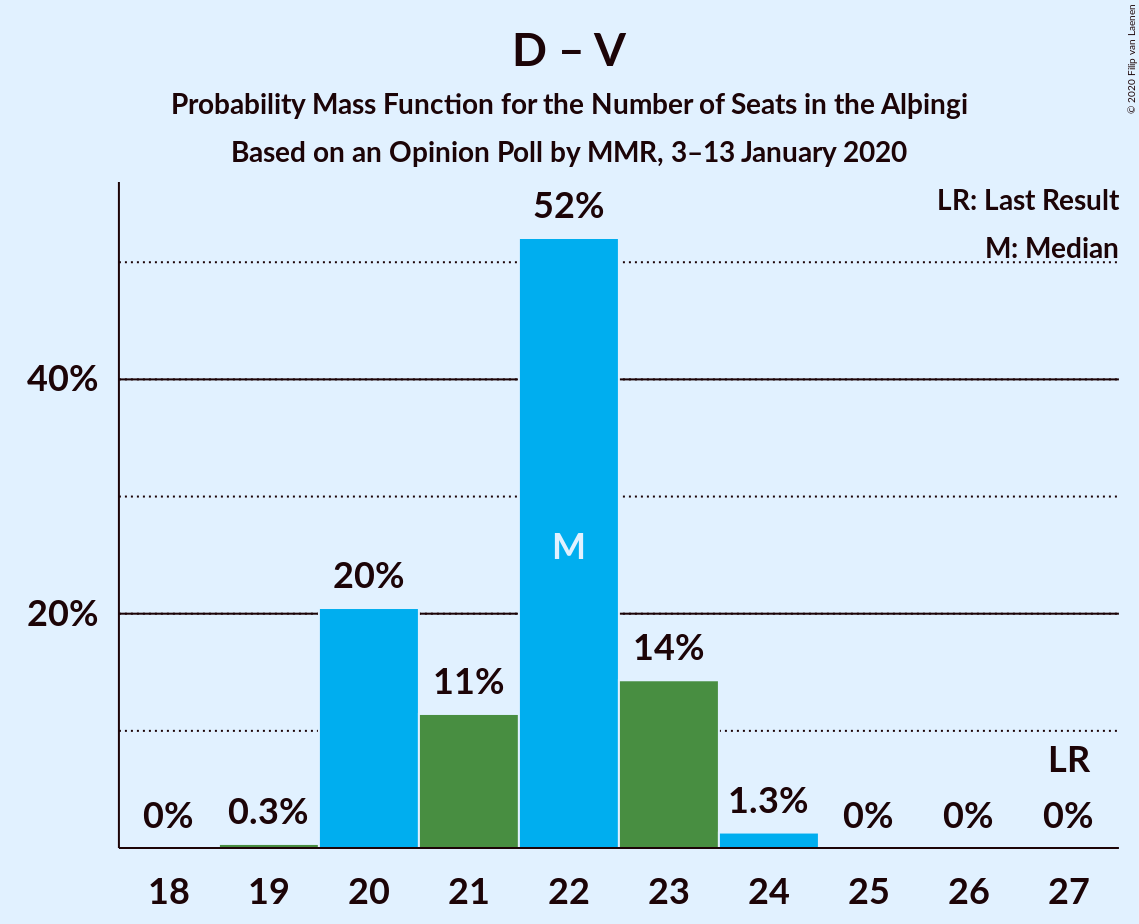 D – V
Probability Mass Function for the Number of Seats in the Alþingi
Based on an Opinion Poll by MMR, 3–13 January 2020
© 2020 Filip van Laenen
LR: Last Result
M: Median
52%
40%
M
20%
20%
14%
11%
LR
1.3%
0% 0.3% 0% 0% 0%
18 19 20 21 22 23 24 25 26 27